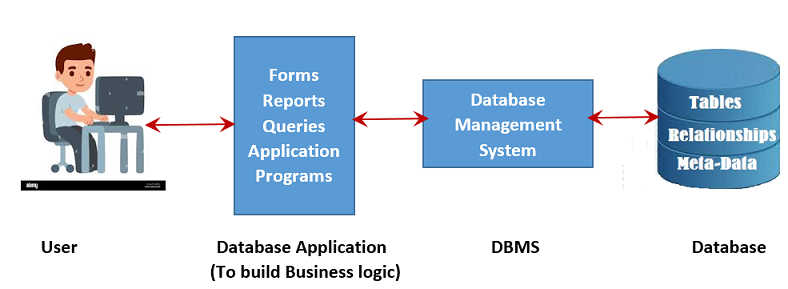 Forms
Reports
Queries
Application
Programs
Database
Management
System
Tables
Relationships
Meta-Data
alamy
User
Database Application
(To build Business logic)
DBMS
Database